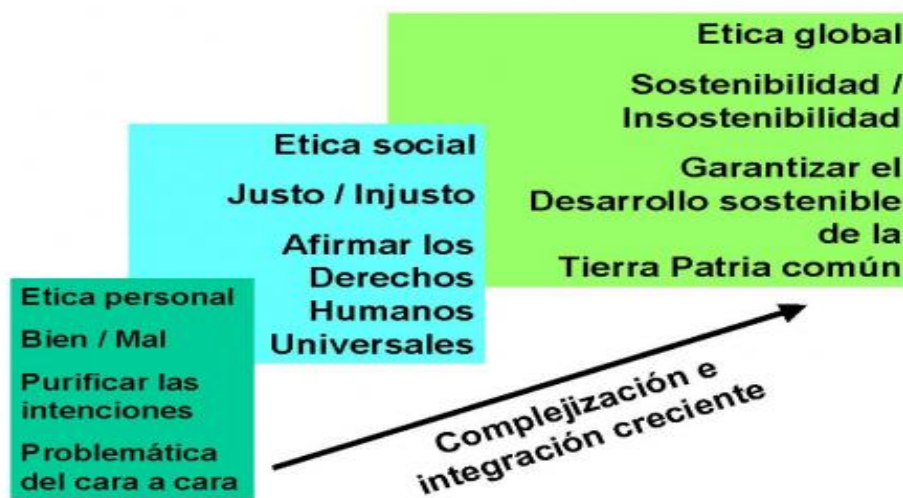 Etica global
Sostenibilidad /
Insostenibilidad
Garantizar el
Desarrollo sostenible
de la
Tierra Patria común
Etica social
Justo / Injusto
Afirmar los
Derechos
Humanos
Universales
Etica personal
Bien / Mal
Purificar las
intenciones
Problemática
del cara a cara
Complejización e
integración creciente